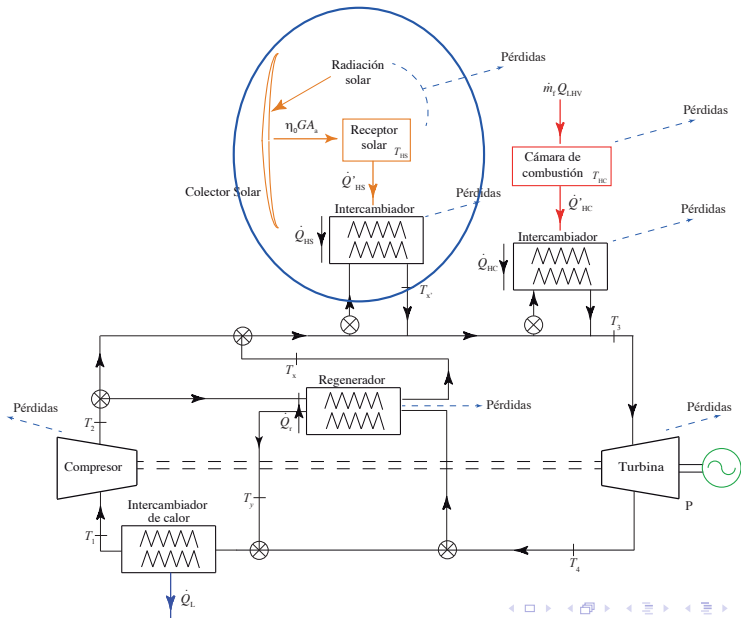 Radiación
solar
Pérdidas
ṁf QLHV
Pérdidas
η0GAa
Receptor
solar
THS
Cámara de
combustión
THC
Colector Solar
Q̇'HS
Pérdidas
Q̇'HC
Pérdidas
Intercambiador
Q̇HS
Intercambiador
Q̇HC
Tx'
T3
Tx
Regenerador
Pérdidas
Q̇r
Pérdidas
Pérdidas
T2
Compresor
Turbina
P
Ty
Intercambiador
de calor
T1
T4
Q̇L